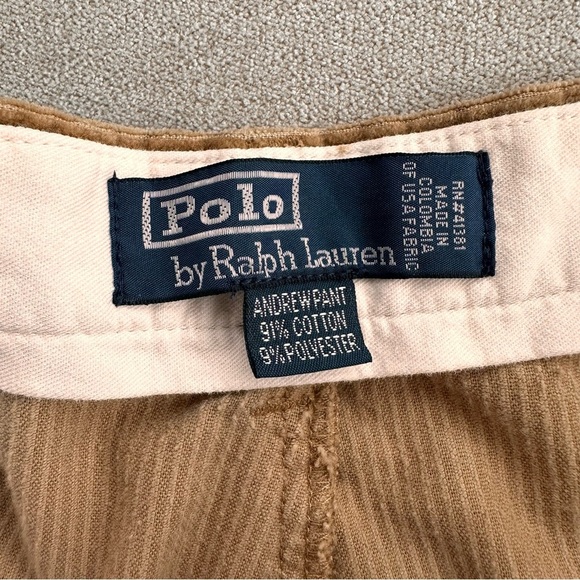 Polo
by Ralph Lauren
RN#41381
MADE IN
COLOMBIA
OF USA FABRIC
ANDREW PANT
91% COTTON
9% POLYESTER